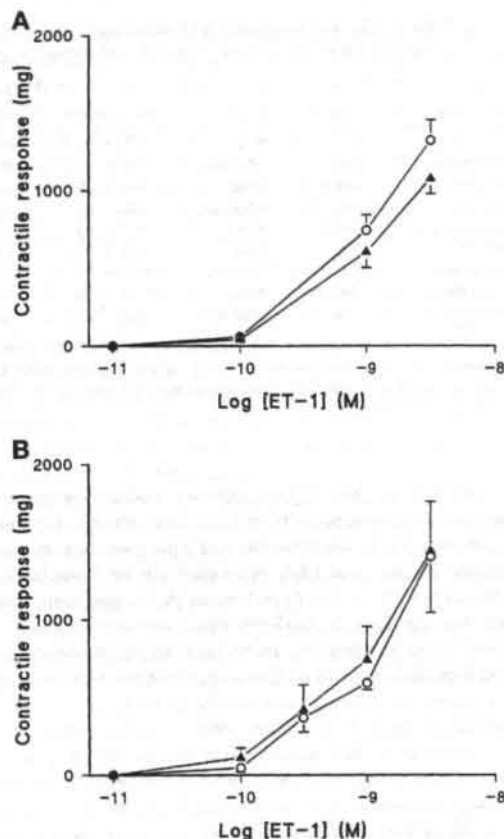 A
2000
1000
0
Contractile response (mg)
-11
-10
-9
-8
Log [ET-1] (M)
B
2000
1000
0
Contractile response (mg)
-11
-10
-9
-8
Log [ET-1] (M)